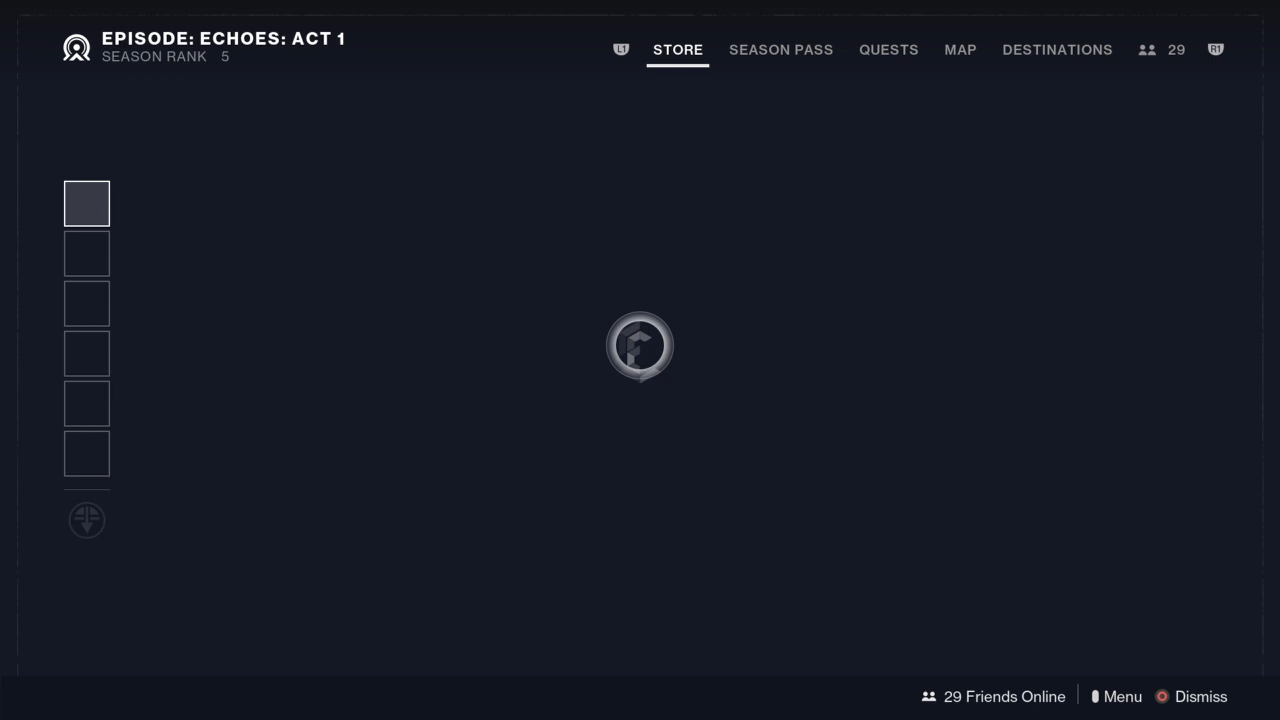 EPISODE: ECHOES: ACT 1
SEASON RANK 5
L1 STORE SEASON PASS QUESTS MAP DESTINATIONS 29 R1
29 Friends Online Menu Dismiss